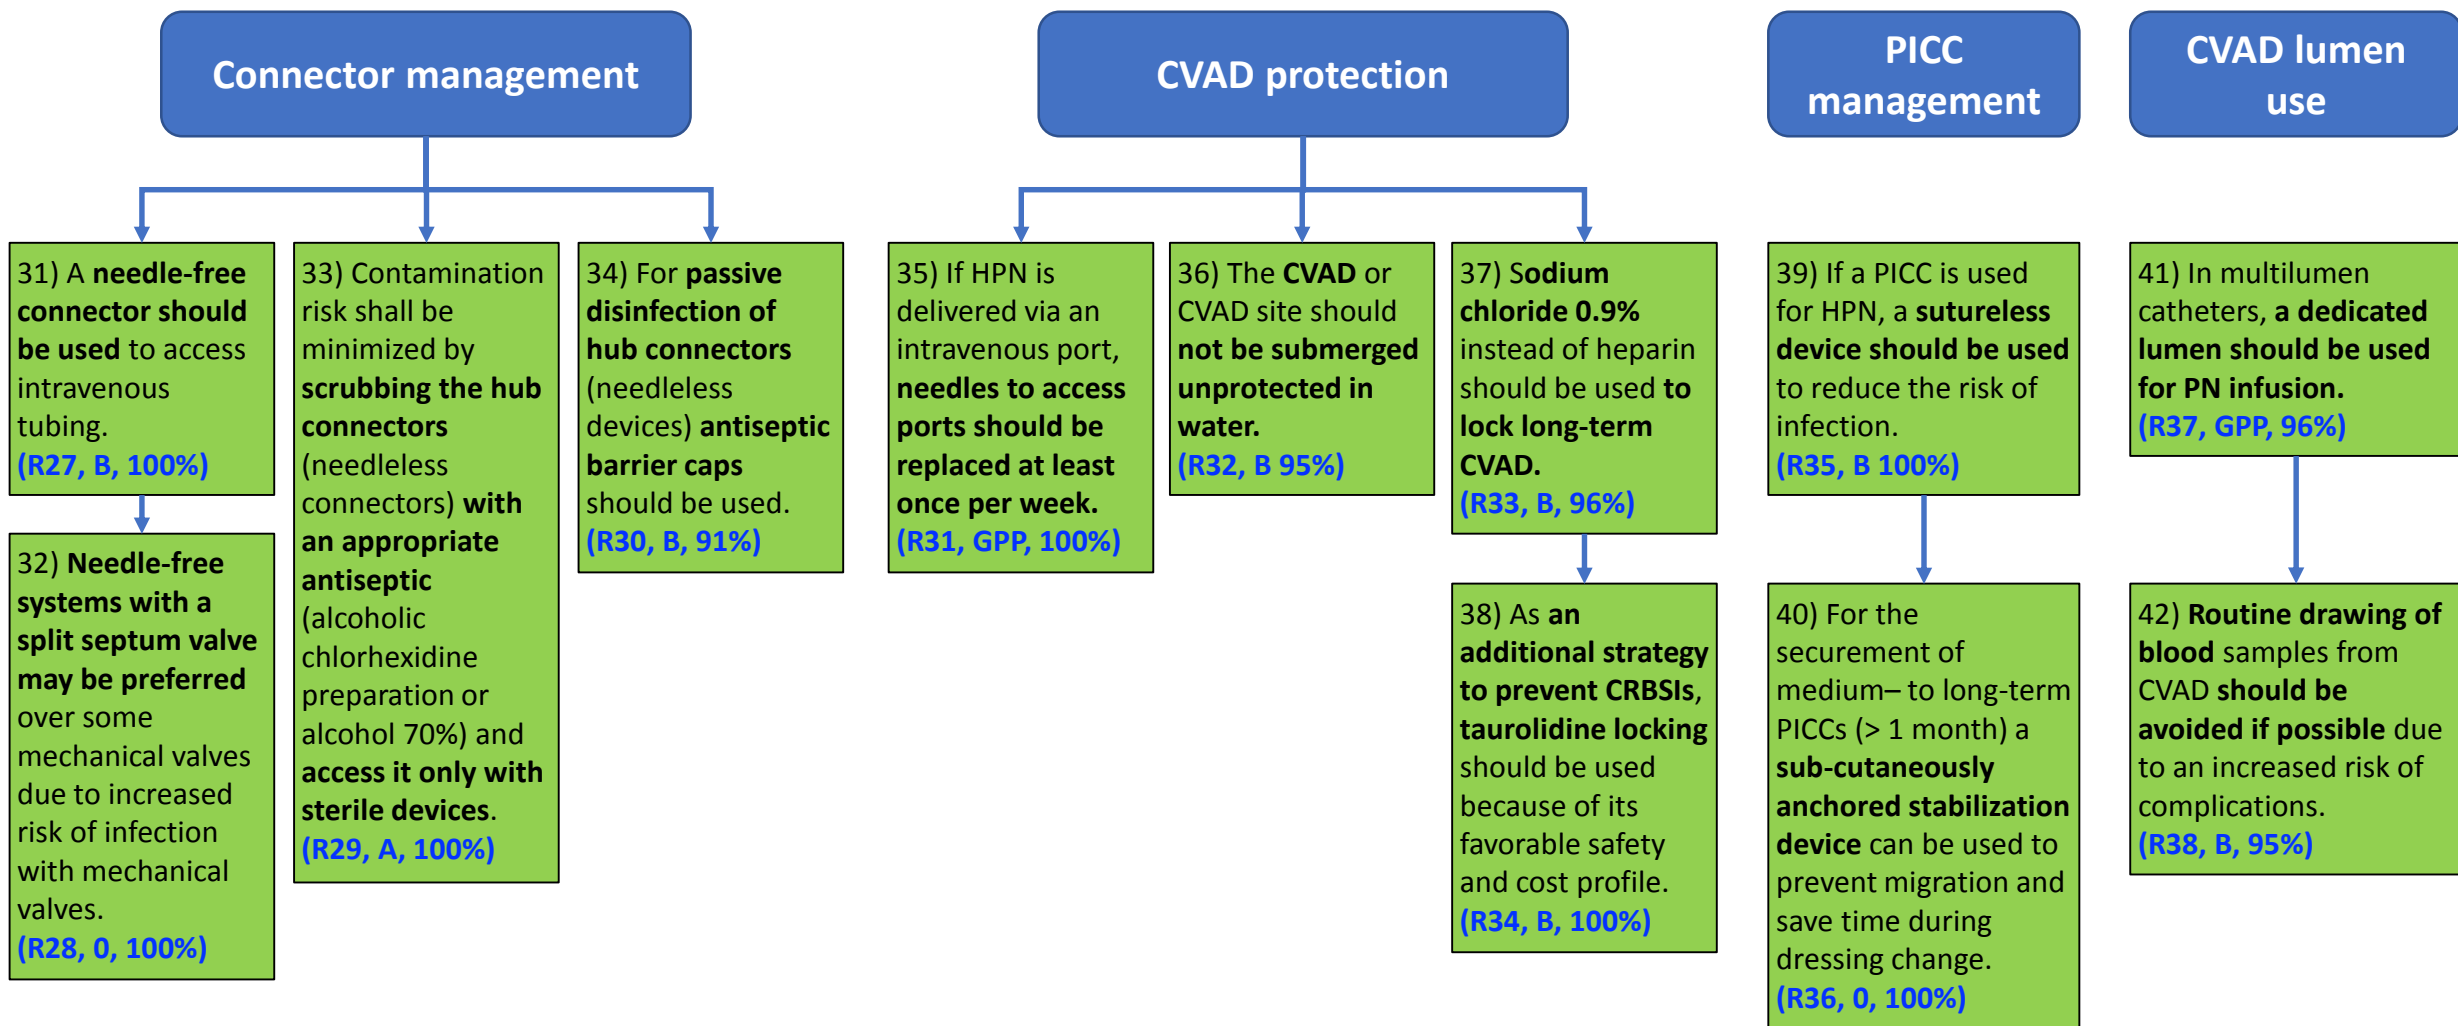 Connector management
31) A needle-free
connector should
be used to access
intravenous
tubing.
(R27, B, 100%)
32) Needle-free
systems with a
split septum valve
may be preferred
over some
mechanical valves
due to increased
risk of infection
with mechanical
valves.
(R28, 0, 100%)
33) Contamination
risk shall be
minimized by
scrubbing the hub
connectors
(needleless
connectors) with
an appropriate
antiseptic
(alcoholic
chlorhexidine
preparation or
alcohol 70%) and
access it only with
sterile devices.
(R29, A, 100%)
34) For passive
disinfection of
hub connectors
(needleless
devices) antiseptic
barrier caps
should be used.
(R30, B, 91%)
CVAD protection
35) If HPN is
delivered via an
intravenous port,
needles to access
ports should be
replaced at least
once per week.
(R31, GPP, 100%)
36) The CVAD or
CVAD site should
not be submerged
unprotected in
water.
(R32, B 95%)
37) Sodium
chloride 0.9%
instead of heparin
should be used to
lock long-term
CVAD.
(R33, B, 96%)
38) As an
additional strategy
to prevent CRBSIs,
taurolidine locking
should be used
because of its
favorable safety
and cost profile.
(R34, B, 100%)
PICC
management
39) If a PICC is used
for HPN, a sutureless
device should be used
to reduce the risk of
infection.
(R35, B 100%)
40) For the
securement of
medium– to long-term
PICCs (> 1 month) a
sub-cutaneously
anchored stabilization
device can be used to
prevent migration and
save time during
dressing change.
(R36, 0, 100%)
CVAD lumen
use
41) In multilumen
catheters, a dedicated
lumen should be used
for PN infusion.
(R37, GPP, 96%)
42) Routine drawing of
blood samples from
CVAD should be
avoided if possible due
to an increased risk of
complications.
(R38, B, 95%)